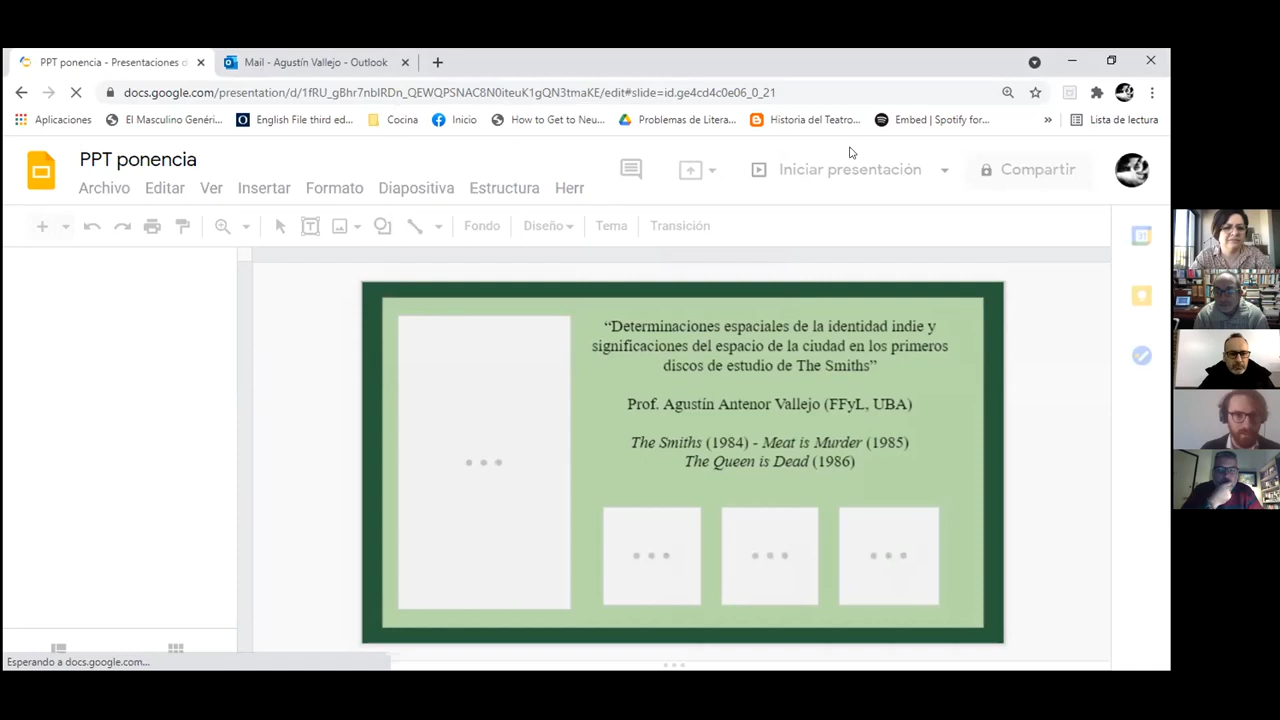 PPT ponencia - Presentaciones d
Mail - Agustín Vallejo - Outlook
docs.google.com/presentation/d/1fRU_gBhr7nblRDn_QEWQPSNAC8N0iteuK1gQN3tmaKE/edit#slide=id.ge4cd4c0e06_0_21
Aplicaciones
El Masculino Genéri...
English File third ed...
Cocina
Inicio
How to Get to Neu...
Problemas de Litera...
Historia del Teatro...
Embed | Spotify for...
»
Lista de lectura
PPT ponencia
Iniciar presentación
Compartir
Archivo Editar Ver Insertar Formato Diapositiva Estructura Herr
Fondo Diseño Tema Transición
31
“Determinaciones espaciales de la identidad indie y
significaciones del espacio de la ciudad en los primeros
discos de estudio de The Smiths”
Prof. Agustín Antenor Vallejo (FFyL, UBA)
The Smiths (1984) - Meat is Murder (1985)
The Queen is Dead (1986)
Esperando a docs.google.com...